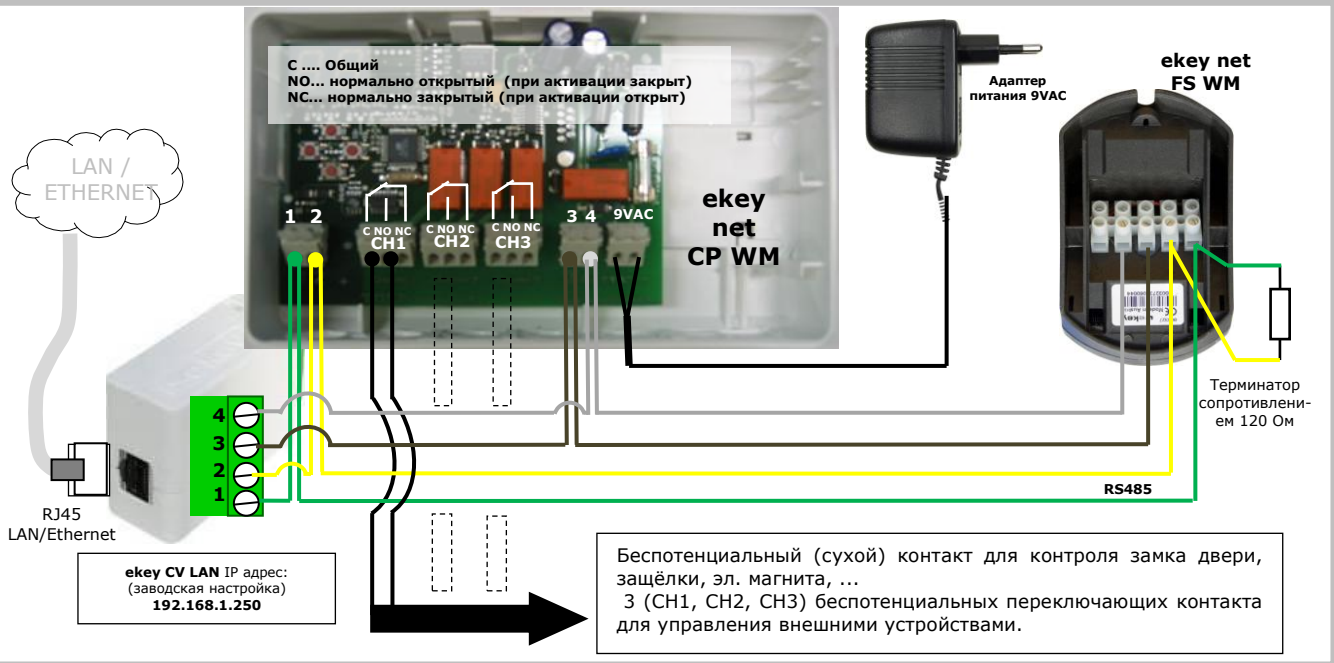 C .... Общий
NO... нормально открытый (при активации закрыт)
NC... нормально закрытый (при активации открыт)
Адаптер
питания 9VAC
ekey net
FS WM
LAN /
ETHERNET
1 2
C NO NC
CH1
C NO NC
CH2
C NO NC
CH3
3 4
9VAC
ekey
net
CP WM
4
3
2
1
Терминатор
сопротивлени-
ем 120 Ом
RS485
RJ45
LAN/Ethernet
ekey CV LAN IP адрес:
(заводская настройка)
192.168.1.250
Беспотенциальный (сухой) контакт для контроля замка двери,
защёлки, эл. магнита, ...
3 (CH1, CH2, CH3) беспотенциальных переключающих контакта
для управления внешними устройствами.